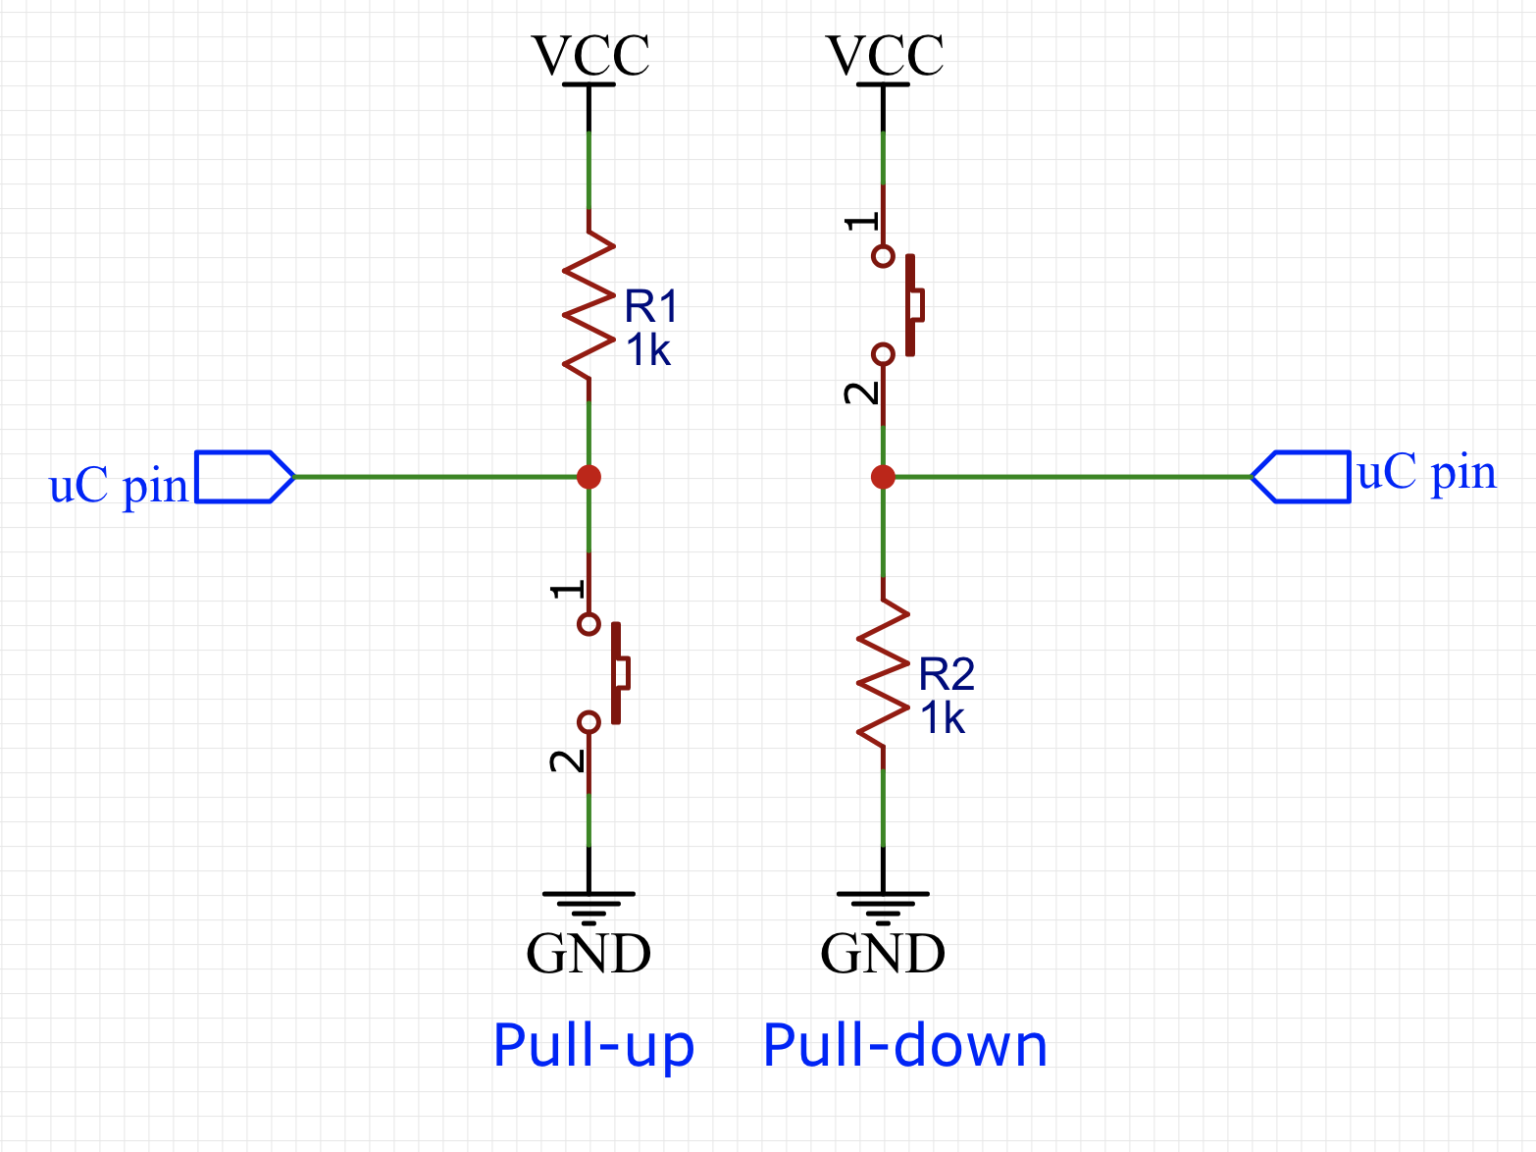 VCC
VCC
1
R1
1k
2
uC pin
uC pin
1
R2
1k
2
GND
GND
Pull-up
Pull-down